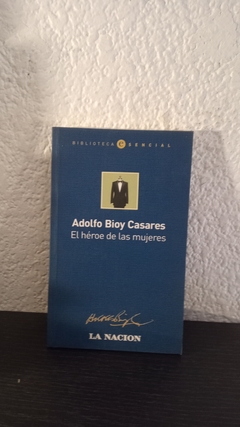 BIBLIOTECA ESENCIAL
Adolfo Bioy Casares
El héroe de las mujeres
LA NACION